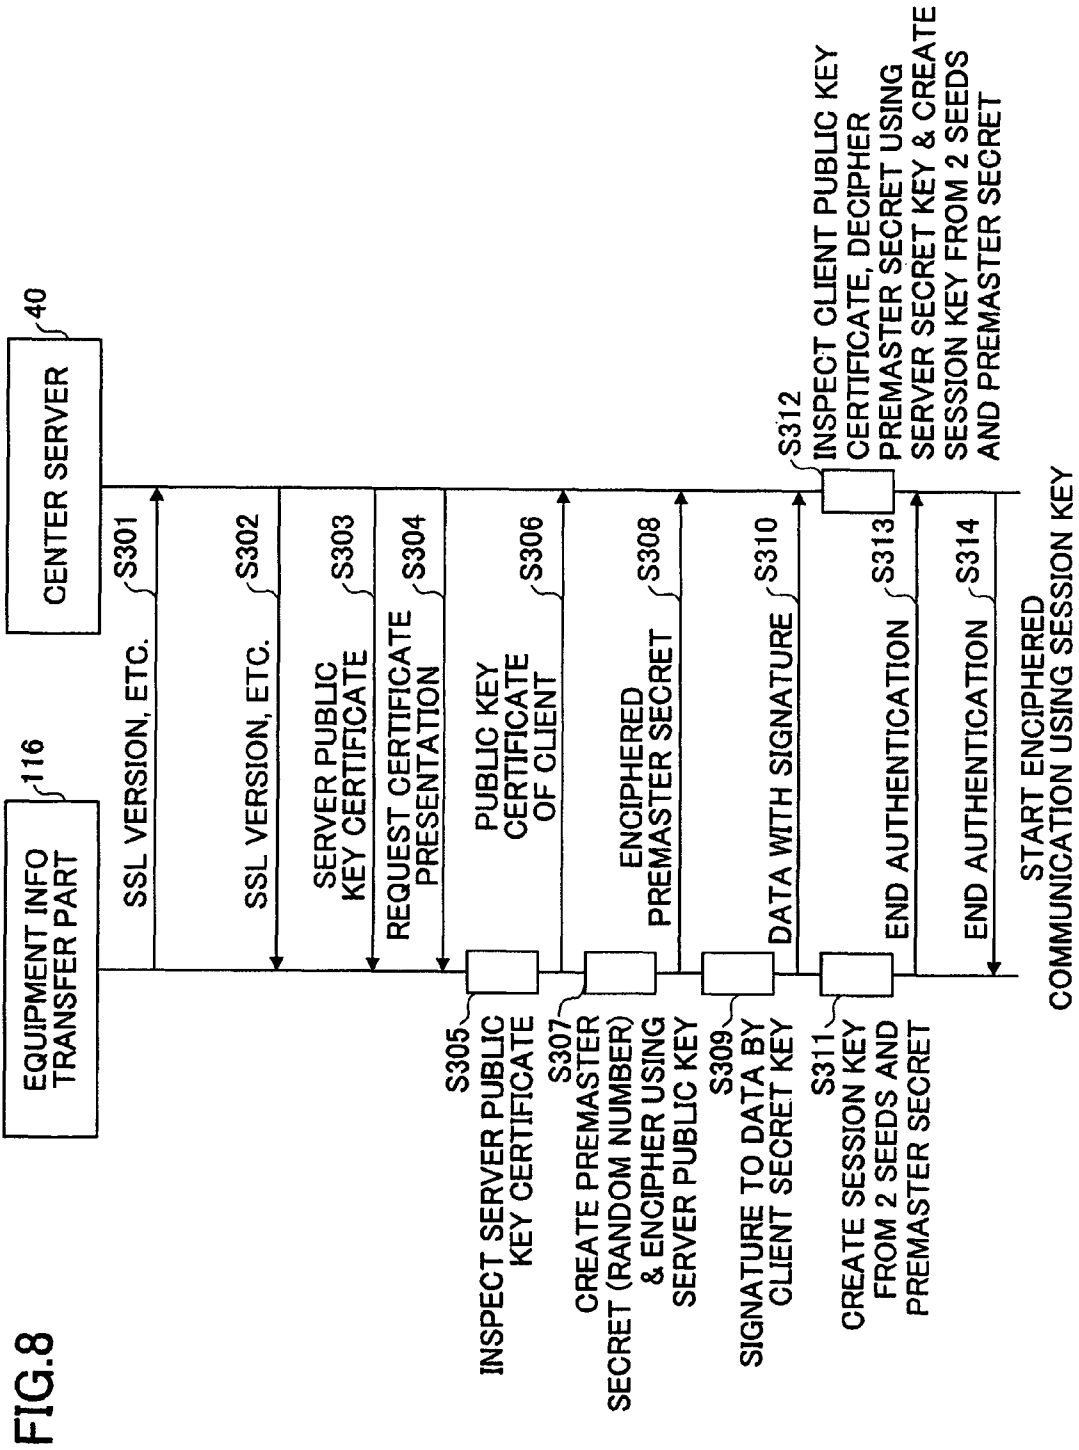 FIG.8
EQUIPMENT INFO
TRANSFER PART
116
CENTER SERVER
40
SSL VERSION, ETC.
S301
SSL VERSION, ETC.
S302
SERVER PUBLIC
KEY CERTIFICATE
S303
REQUEST CERTIFICATE
PRESENTATION
S304
S305
INSPECT SERVER PUBLIC
KEY CERTIFICATE
PUBLIC KEY
CERTIFICATE
OF CLIENT
S306
S307
CREATE PREMASTER
SECRET (RANDOM NUMBER)
& ENCIPHER USING
SERVER PUBLIC KEY
ENCIPHERED
PREMASTER SECRET
S308
S309
SIGNATURE TO DATA BY
CLIENT SECRET KEY
DATA WITH SIGNATURE
S310
S311
CREATE SESSION KEY
FROM 2 SEEDS AND
PREMASTER SECRET
S312
INSPECT CLIENT PUBLIC KEY
CERTIFICATE, DECIPHER
PREMASTER SECRET USING
SERVER SECRET KEY & CREATE
SESSION KEY FROM 2 SEEDS
AND PREMASTER SECRET
END AUTHENTICATION
S313
END AUTHENTICATION
S314
START ENCIPHERED
COMMUNICATION USING SESSION KEY